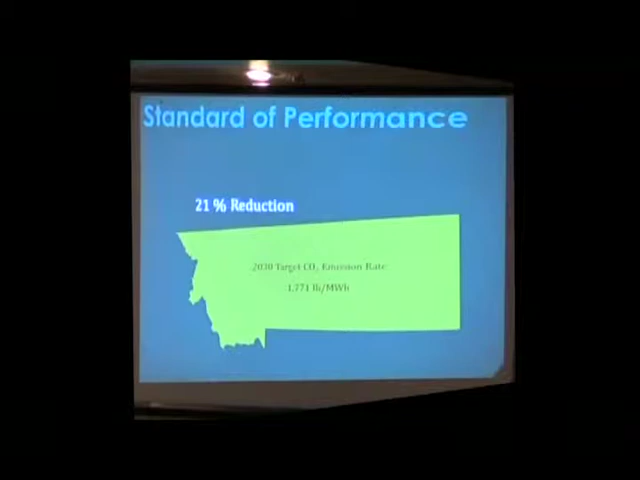 Standard of Performance
21 % Reduction
2030 Target CO₂ Emission Rate
1,771 lb/MWh